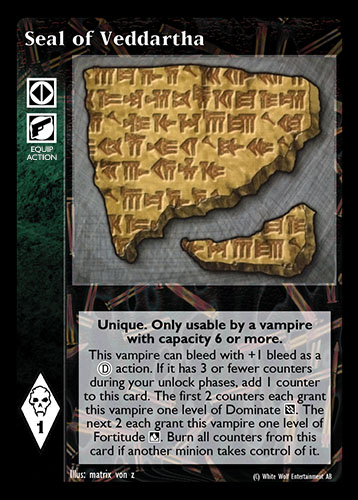 Seal of Veddartha
EQUIP
ACTION
Unique. Only usable by a vampire
with capacity 6 or more.
This vampire can bleed with +1 bleed as a
D action. If it has 3 or fewer counters
during your unlock phases, add 1 counter
to this card. The first 2 counters each grant
this vampire one level of Dominate. The
next 2 each grant this vampire one level of
Fortitude. Burn all counters from this
card if another minion takes control of it.
1
Illus: matrix von z
(C) White Wolf Entertainment AB